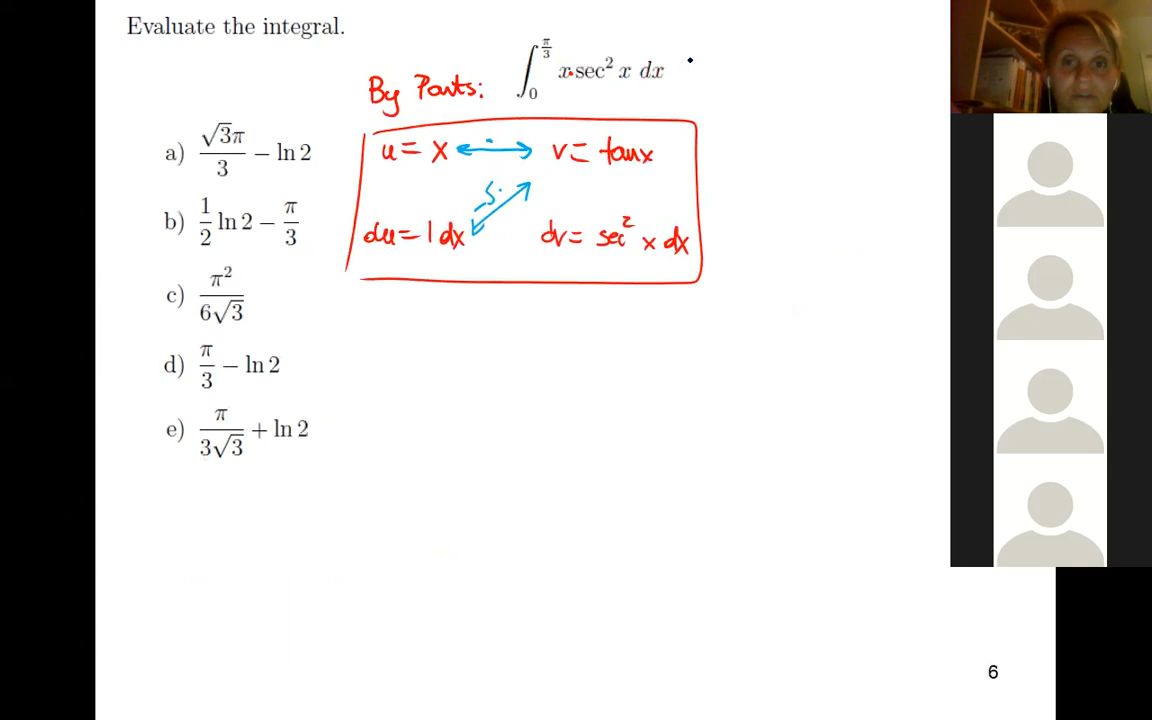 Evaluate the integral.
∫_0^{π/3} x·sec² x dx
By Parts:
u = x v = tanx
-∫
du = 1 dx dv = sec² x dx
a) √3π/3 − ln 2
b) 1/2 ln 2 − π/3
c) π²/6√3
d) π/3 − ln 2
e) π/3√3 + ln 2
6